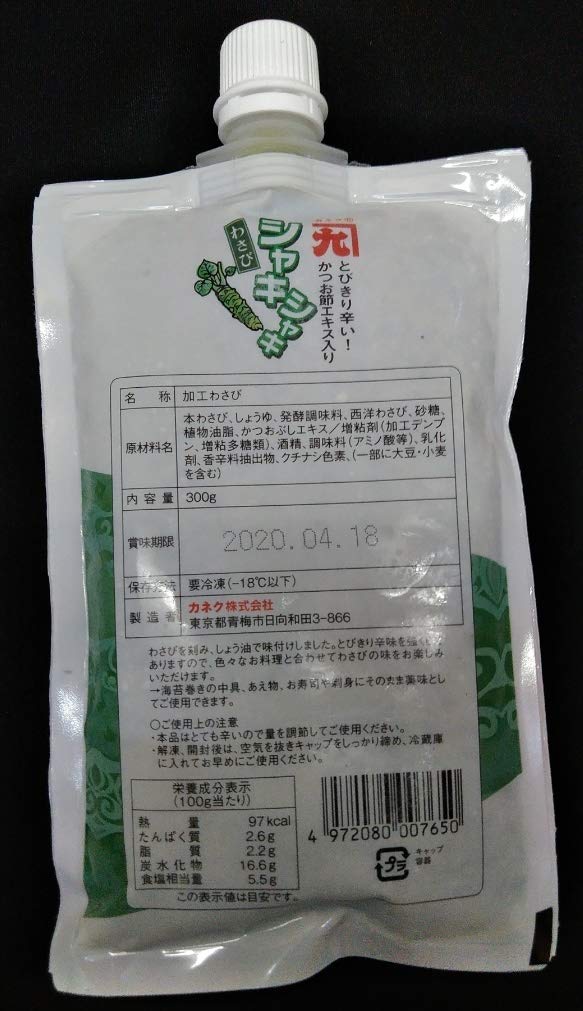 カネク印
九
とびきり辛い!
かつお節エキス入り
シャキシャキ
わさび
名 称 加工わさび
原材料名 本わさび、しょうゆ、発酵調味料、西洋わさび、砂糖、
植物油脂、かつおぶしエキス/増粘剤(加工デンプ
ン、増粘多糖類)、酒精、調味料(アミノ酸等)、乳化
剤、香辛料抽出物、クチナシ色素、(一部に大豆・小麦
を含む)
内容量 300g
賞味期限 2020.04.18
保存方法 要冷凍(−18℃以下)
製造者 カネク株式会社
東京都青梅市日向和田3-866
わさびを刻み、しょう油で味付けしました。とびきり辛味を強くして
ありますので、色々なお料理と合わせてわさびの味をお楽しみ
いただけます。
→海苔巻きの中具、あえ物、お寿司や刺身にそのまま薬味とし
てご使用できます。
○ご使用上の注意
・本品はとても辛いので量を調節してご使用ください。
・解凍、開封後は、空気を抜きキャップをしっかり締め、冷蔵庫
に入れてお早めにご使用ください。
栄養成分表示
(100g当たり)
熱量 97kcal
たんぱく質 2.6g
脂質 2.2g
炭水化物 16.6g
食塩相当量 5.5g
この表示値は目安です。
4 972080 007650
プラ
キャップ
容器